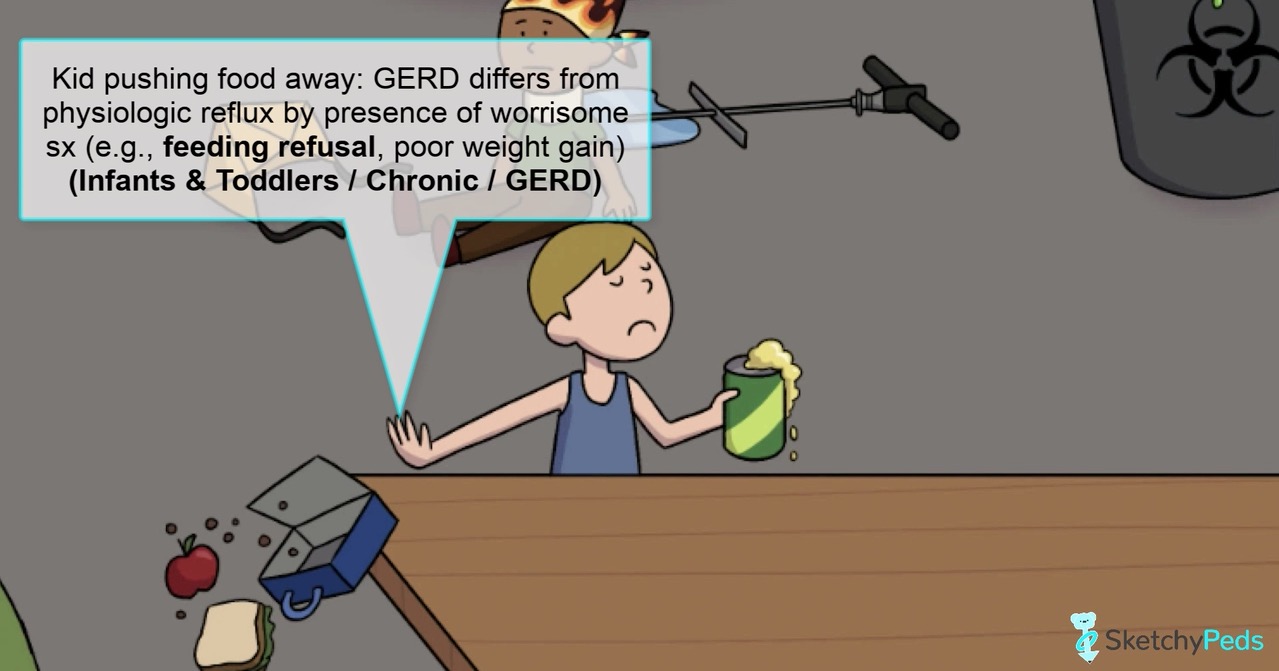 Kid pushing food away: GERD differs from
physiologic reflux by presence of worrisome
sx (e.g., feeding refusal, poor weight gain)
(Infants & Toddlers / Chronic / GERD)
SketchyPeds